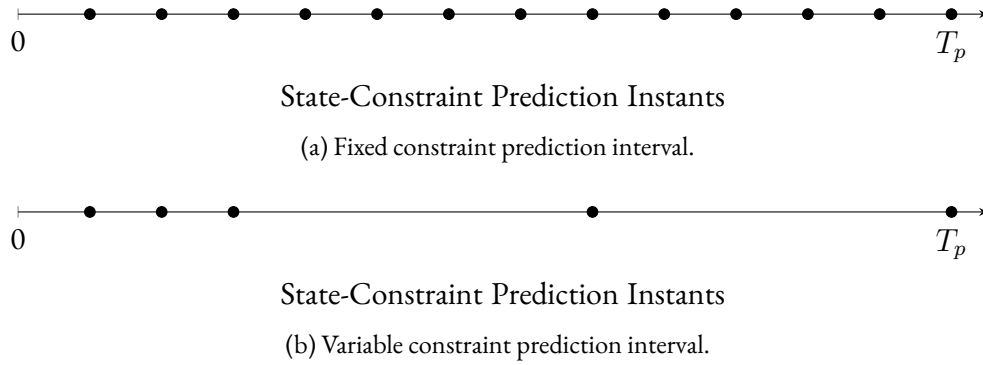 0 T_p
State-Constraint Prediction Instants
(a) Fixed constraint prediction interval.
0 T_p
State-Constraint Prediction Instants
(b) Variable constraint prediction interval.